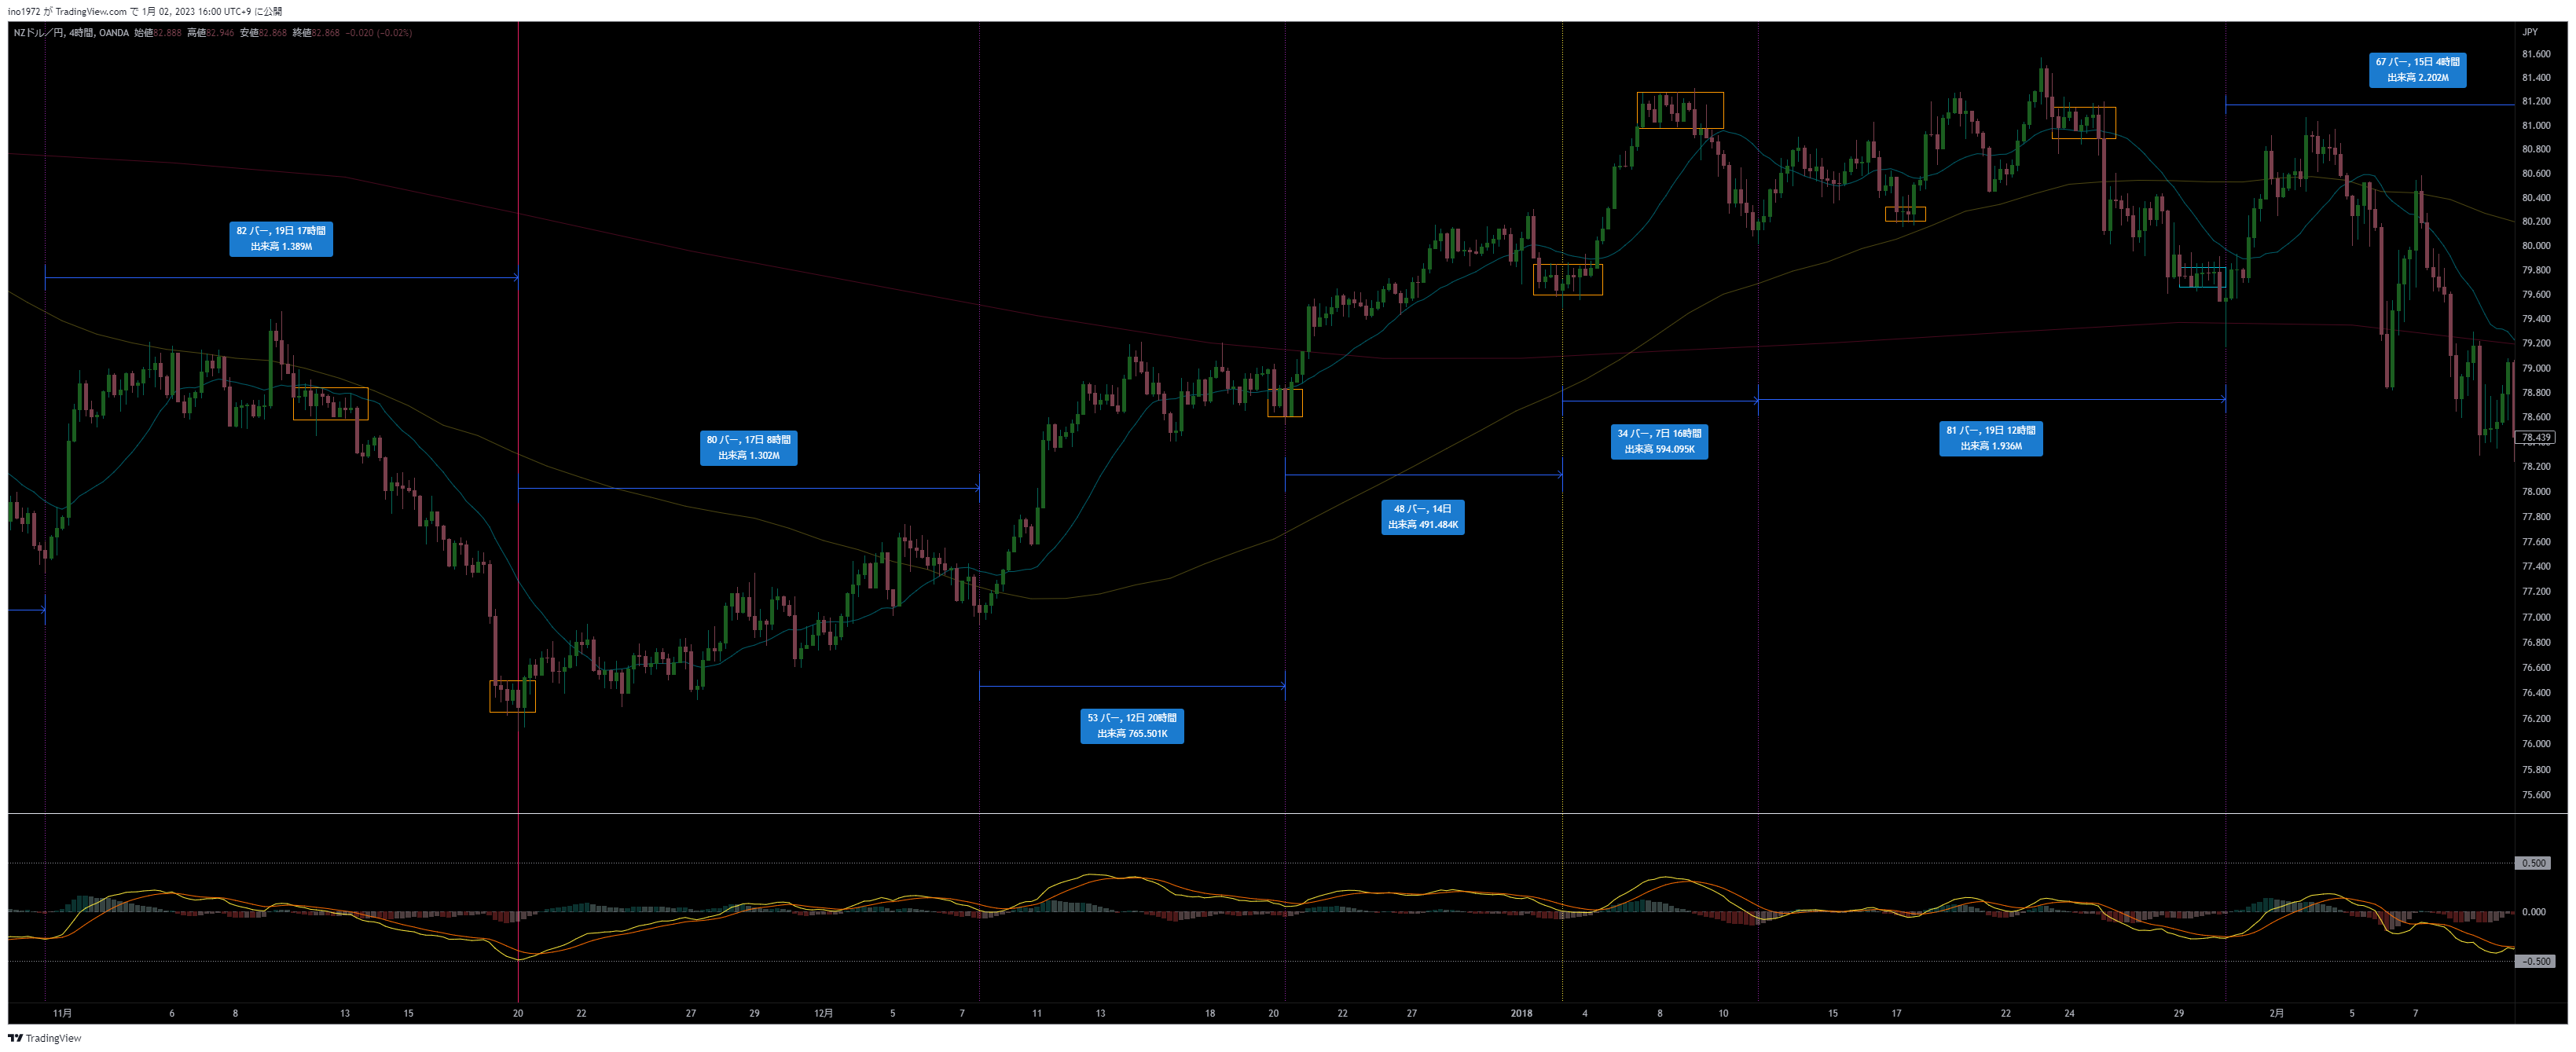 ino1972 が TradingView.com で 1月 02, 2023 16:00 UTC+9 に公開
NZドル／円, 4時間, OANDA 始値82.888 高値82.946 安値82.868 終値82.868 −0.020 (−0.02%)
JPY
81.600
81.400
81.200
81.000
80.800
80.600
80.400
80.200
80.000
79.800
79.600
79.400
79.200
79.000
78.800
78.600
78.439
78.200
78.000
77.800
77.600
77.400
77.200
77.000
76.800
76.600
76.400
76.200
76.000
75.800
75.600
67 バー, 15日 4時間
出来高 2.202M
82 バー, 19日 17時間
出来高 1.389M
80 バー, 17日 8時間
出来高 1.302M
34 バー, 7日 16時間
出来高 594.095K
81 バー, 19日 12時間
出来高 1.936M
48 バー, 14日
出来高 491.484K
53 バー, 12日 20時間
出来高 765.501K
0.500
0.000
−0.500
11月 6 8 13 15 20 22 27 29 12月 5 7 11 13 18 20 22 27 2018 4 8 10 15 17 22 24 29 2月 5 7
TradingView